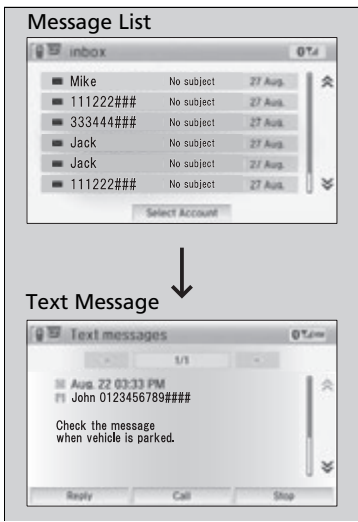 Message List
inbox
Mike No subject 27 Aug.
111222### No subject 27 Aug.
333444### No subject 27 Aug.
Jack No subject 27 Aug.
Jack No subject 27 Aug.
111222### No subject 27 Aug.
Select Account
Text Message
Text messages
1/1
Aug. 22 03:33 PM
John 0123456789####
Check the message
when vehicle is parked.
Reply Call Stop